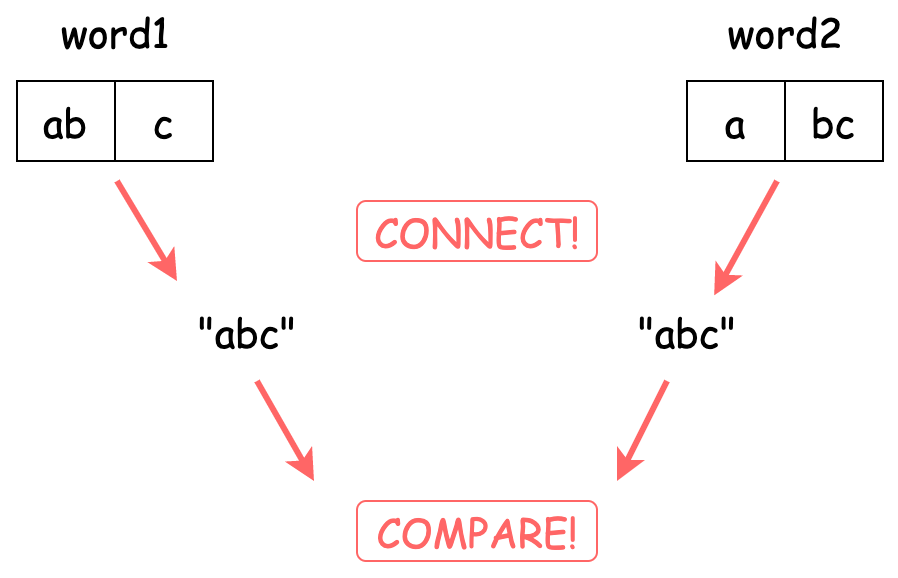 word1 word2
ab c a bc
CONNECT!
"abc" "abc"
COMPARE!